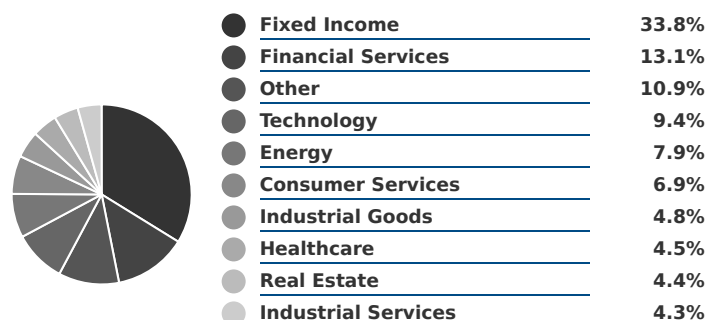 Fixed Income 33.8%
Financial Services 13.1%
Other 10.9%
Technology 9.4%
Energy 7.9%
Consumer Services 6.9%
Industrial Goods 4.8%
Healthcare 4.5%
Real Estate 4.4%
Industrial Services 4.3%